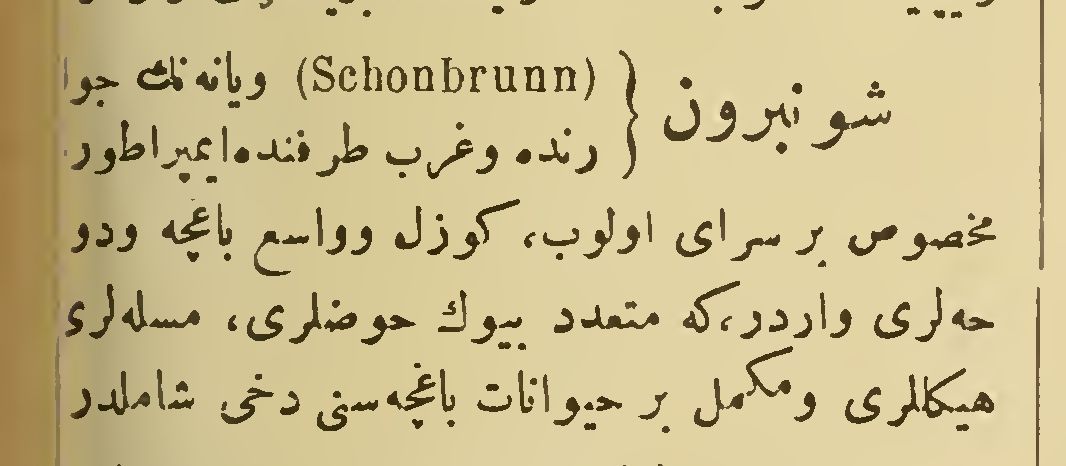 شونبرون { (Schonbrunn) ویانه نك جوا
رنده وغرب طرفنده ایمپراطور
مخصوص بر سرای اولوب، کوزل وواسع باغچه ودو
حه لری واردر، که متعدد بیوك حوضلری، مسله لری
هیکللری ومکمل بر حیوانات باغچه سنی دخی شاملدر